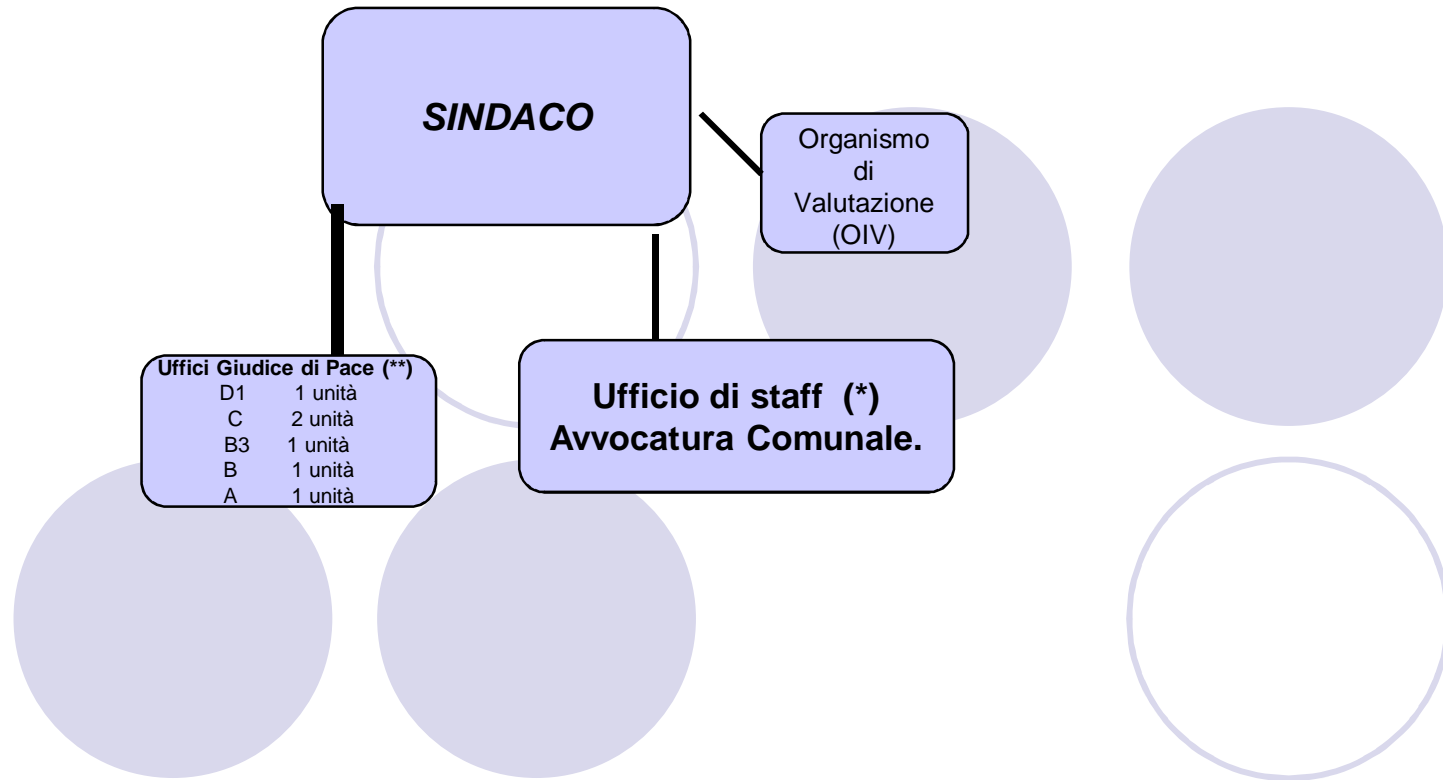 SINDACO
Organismo
di
Valutazione
(OIV)
Uffici Giudice di Pace (**)
D1 1 unità
C 2 unità
B3 1 unità
B 1 unità
A 1 unità
Ufficio di staff (*)
Avvocatura Comunale.